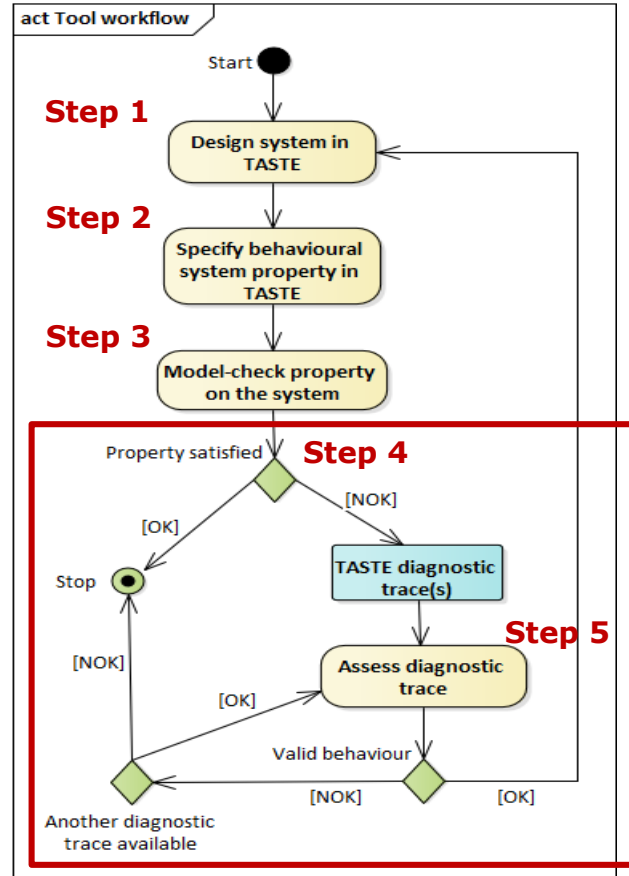 act Tool workflow
Start
Step 1
Design system in
TASTE
Step 2
Specify behavioural
system property in
TASTE
Step 3
Model-check property
on the system
Property satisfied
Step 4
[OK]
[NOK]
Stop
TASTE diagnostic
trace(s)
Step 5
[NOK]
Assess diagnostic
trace
[OK]
Valid behaviour
[NOK]
[OK]
Another diagnostic
trace available